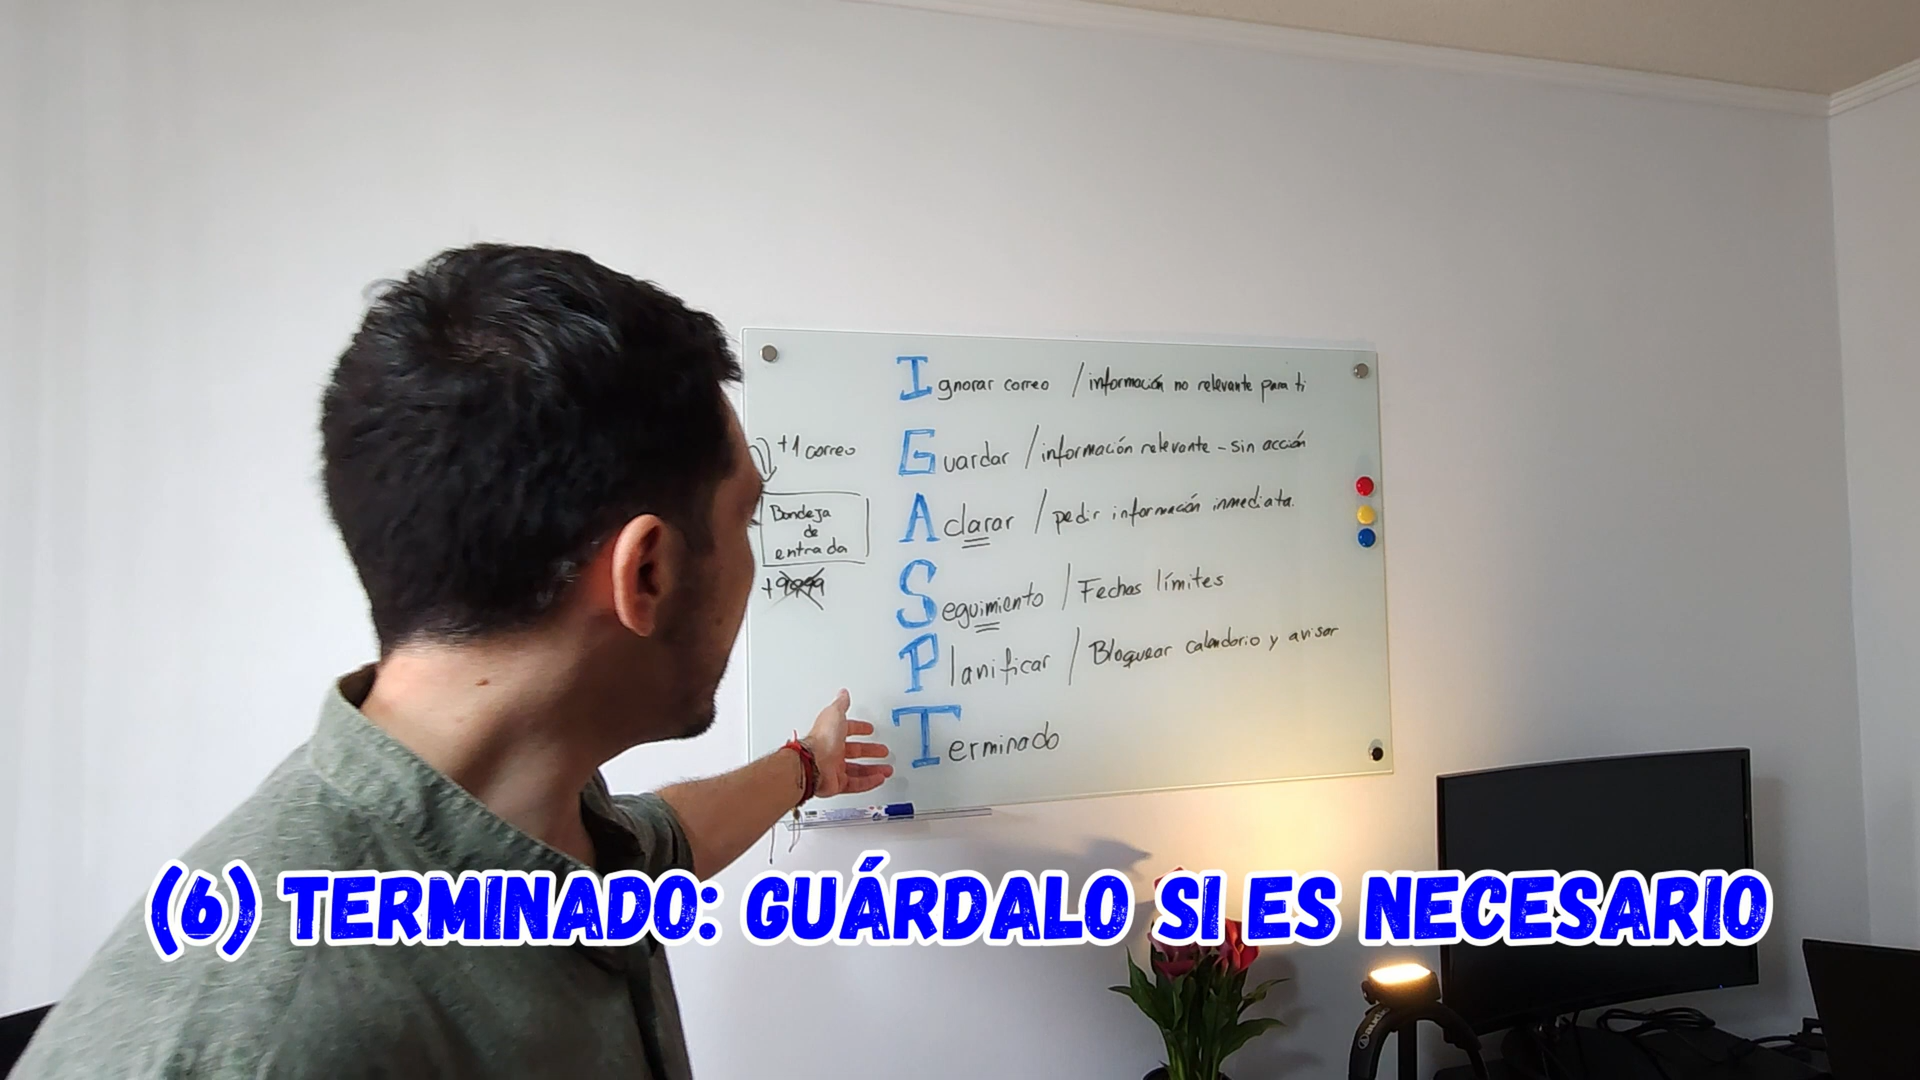 Ignorar correo / información no relevante para ti
Guardar / información relevante - sin acción
Aclarar / pedir información inmediata.
Seguimiento / Fechas límites
Planificar / Bloquear calendario y avisar
Terminado
+1 correo
Bandeja
de
entrada
+9999
(6) TERMINADO: GUÁRDALO SI ES NECESARIO